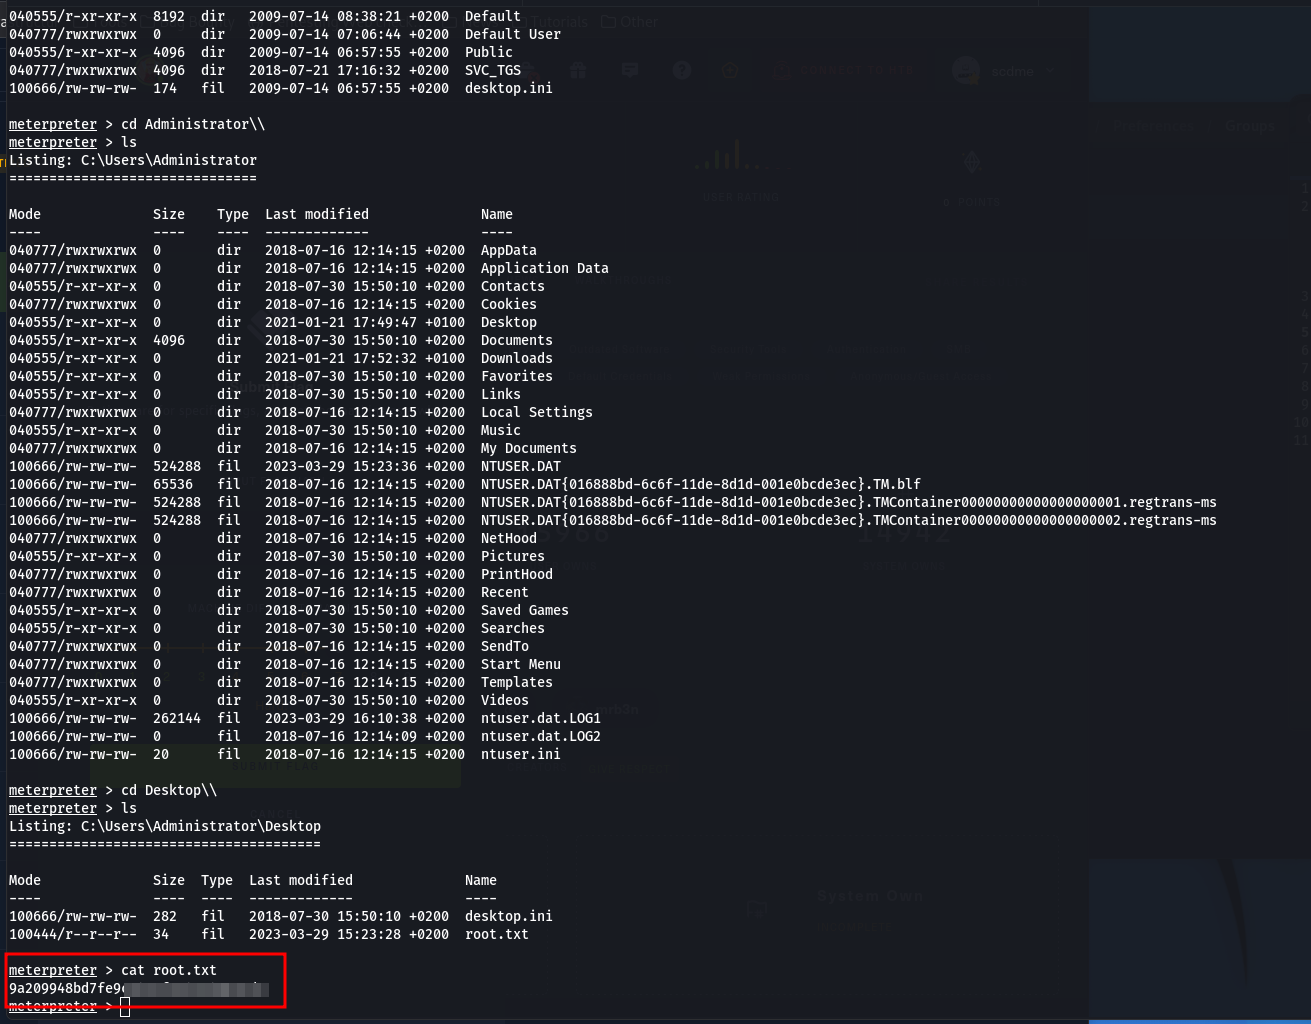 040555/r-xr-xr-x  8192  dir   2009-07-14 08:38:21 +0200  Default
040777/rwxrwxrwx  0     dir   2009-07-14 07:06:44 +0200  Default User
040555/r-xr-xr-x  4096  dir   2009-07-14 06:57:55 +0200  Public
040777/rwxrwxrwx  4096  dir   2018-07-21 17:16:32 +0200  SVC_TGS
100666/rw-rw-rw-  174   fil   2009-07-14 06:57:55 +0200  desktop.ini
Tutorials
Other
CONNECT TO HTB
scdme
Groups
USER RATING
0 POINTS
meterpreter > cd Administrator\\
meterpreter > ls
Listing: C:\Users\Administrator
===============================
Mode              Size    Type  Last modified              Name
----              ----    ----  -------------              ----
040777/rwxrwxrwx  0       dir   2018-07-16 12:14:15 +0200  AppData
040777/rwxrwxrwx  0       dir   2018-07-16 12:14:15 +0200  Application Data
040555/r-xr-xr-x  0       dir   2018-07-30 15:50:10 +0200  Contacts
040777/rwxrwxrwx  0       dir   2018-07-16 12:14:15 +0200  Cookies
040555/r-xr-xr-x  0       dir   2021-01-21 17:49:47 +0100  Desktop
040555/r-xr-xr-x  4096    dir   2018-07-30 15:50:10 +0200  Documents
040555/r-xr-xr-x  0       dir   2021-01-21 17:52:32 +0100  Downloads
040555/r-xr-xr-x  0       dir   2018-07-30 15:50:10 +0200  Favorites
040555/r-xr-xr-x  0       dir   2018-07-30 15:50:10 +0200  Links
040777/rwxrwxrwx  0       dir   2018-07-16 12:14:15 +0200  Local Settings
040555/r-xr-xr-x  0       dir   2018-07-30 15:50:10 +0200  Music
040777/rwxrwxrwx  0       dir   2018-07-16 12:14:15 +0200  My Documents
100666/rw-rw-rw-  524288  fil   2023-03-29 15:23:36 +0200  NTUSER.DAT
100666/rw-rw-rw-  65536   fil   2018-07-16 12:14:15 +0200  NTUSER.DAT{016888bd-6c6f-11de-8d1d-001e0bcde3ec}.TM.blf
100666/rw-rw-rw-  524288  fil   2018-07-16 12:14:15 +0200  NTUSER.DAT{016888bd-6c6f-11de-8d1d-001e0bcde3ec}.TMContainer00000000000000000001.regtrans-ms
100666/rw-rw-rw-  524288  fil   2018-07-16 12:14:15 +0200  NTUSER.DAT{016888bd-6c6f-11de-8d1d-001e0bcde3ec}.TMContainer00000000000000000002.regtrans-ms
040777/rwxrwxrwx  0       dir   2018-07-16 12:14:15 +0200  NetHood
040555/r-xr-xr-x  0       dir   2018-07-30 15:50:10 +0200  Pictures
040777/rwxrwxrwx  0       dir   2018-07-16 12:14:15 +0200  PrintHood
040777/rwxrwxrwx  0       dir   2018-07-16 12:14:15 +0200  Recent
040555/r-xr-xr-x  0       dir   2018-07-30 15:50:10 +0200  Saved Games
040555/r-xr-xr-x  0       dir   2018-07-30 15:50:10 +0200  Searches
040777/rwxrwxrwx  0       dir   2018-07-16 12:14:15 +0200  SendTo
040777/rwxrwxrwx  0       dir   2018-07-16 12:14:15 +0200  Start Menu
040777/rwxrwxrwx  0       dir   2018-07-16 12:14:15 +0200  Templates
040555/r-xr-xr-x  0       dir   2018-07-30 15:50:10 +0200  Videos
100666/rw-rw-rw-  262144  fil   2023-03-29 16:10:38 +0200  ntuser.dat.LOG1
100666/rw-rw-rw-  0       fil   2018-07-16 12:14:09 +0200  ntuser.dat.LOG2
100666/rw-rw-rw-  20      fil   2018-07-16 12:14:15 +0200  ntuser.ini
14942
mrb3n
meterpreter > cd Desktop\\
meterpreter > ls
Listing: C:\Users\Administrator\Desktop
=======================================
Mode              Size  Type  Last modified              Name
----              ----  ----  -------------              ----
100666/rw-rw-rw-  282   fil   2018-07-30 15:50:10 +0200  desktop.ini
100444/r--r--r--  34    fil   2023-03-29 15:23:28 +0200  root.txt
System Own
meterpreter > cat root.txt
9a209948bd7fe9
meterpreter >